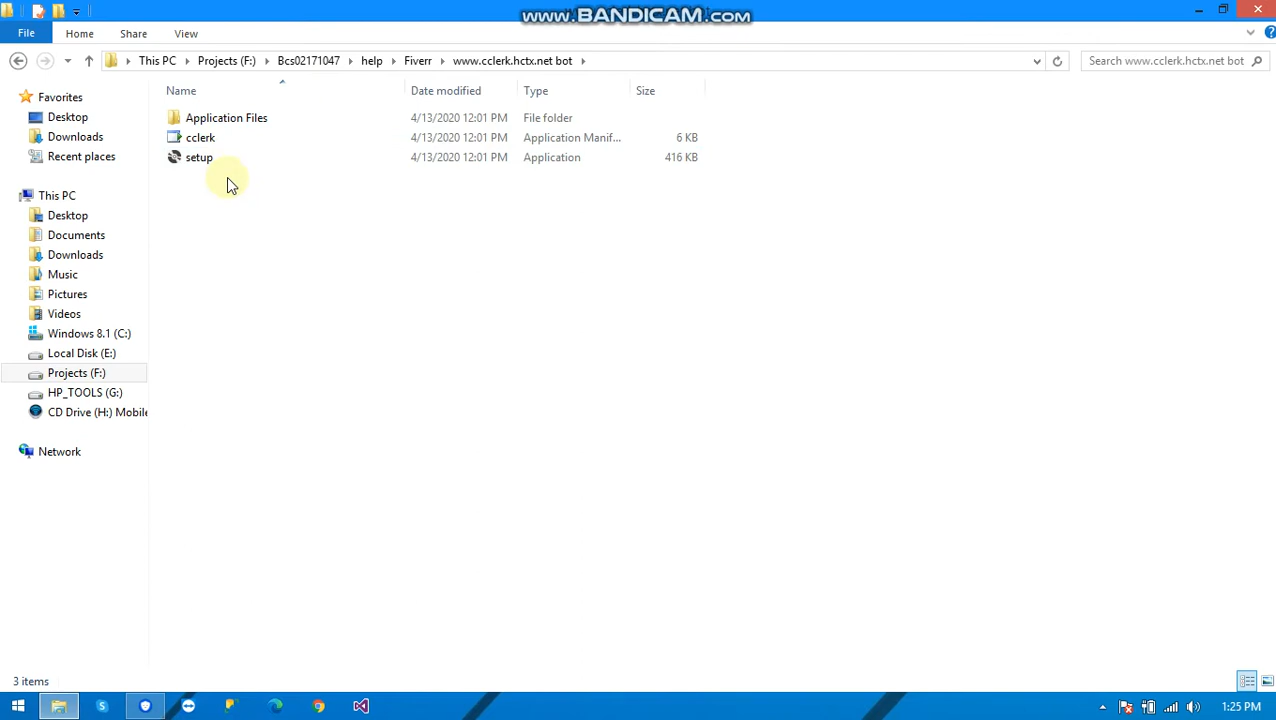 www.BANDICAM.com
File Home Share View
This PC Projects (F:) Bcs02171047 help Fiverr www.cclerk.hctx.net bot Search www.cclerk.hctx.net bot
Name Date modified Type Size
Favorites
Desktop
Downloads
Recent places
This PC
Desktop
Documents
Downloads
Music
Pictures
Videos
Windows 8.1 (C:)
Local Disk (E:)
Projects (F:)
HP_TOOLS (G:)
CD Drive (H:) Mobile
Network
Application Files 4/13/2020 12:01 PM File folder
cclerk 4/13/2020 12:01 PM Application Manif... 6 KB
setup 4/13/2020 12:01 PM Application 416 KB
3 items
1:25 PM